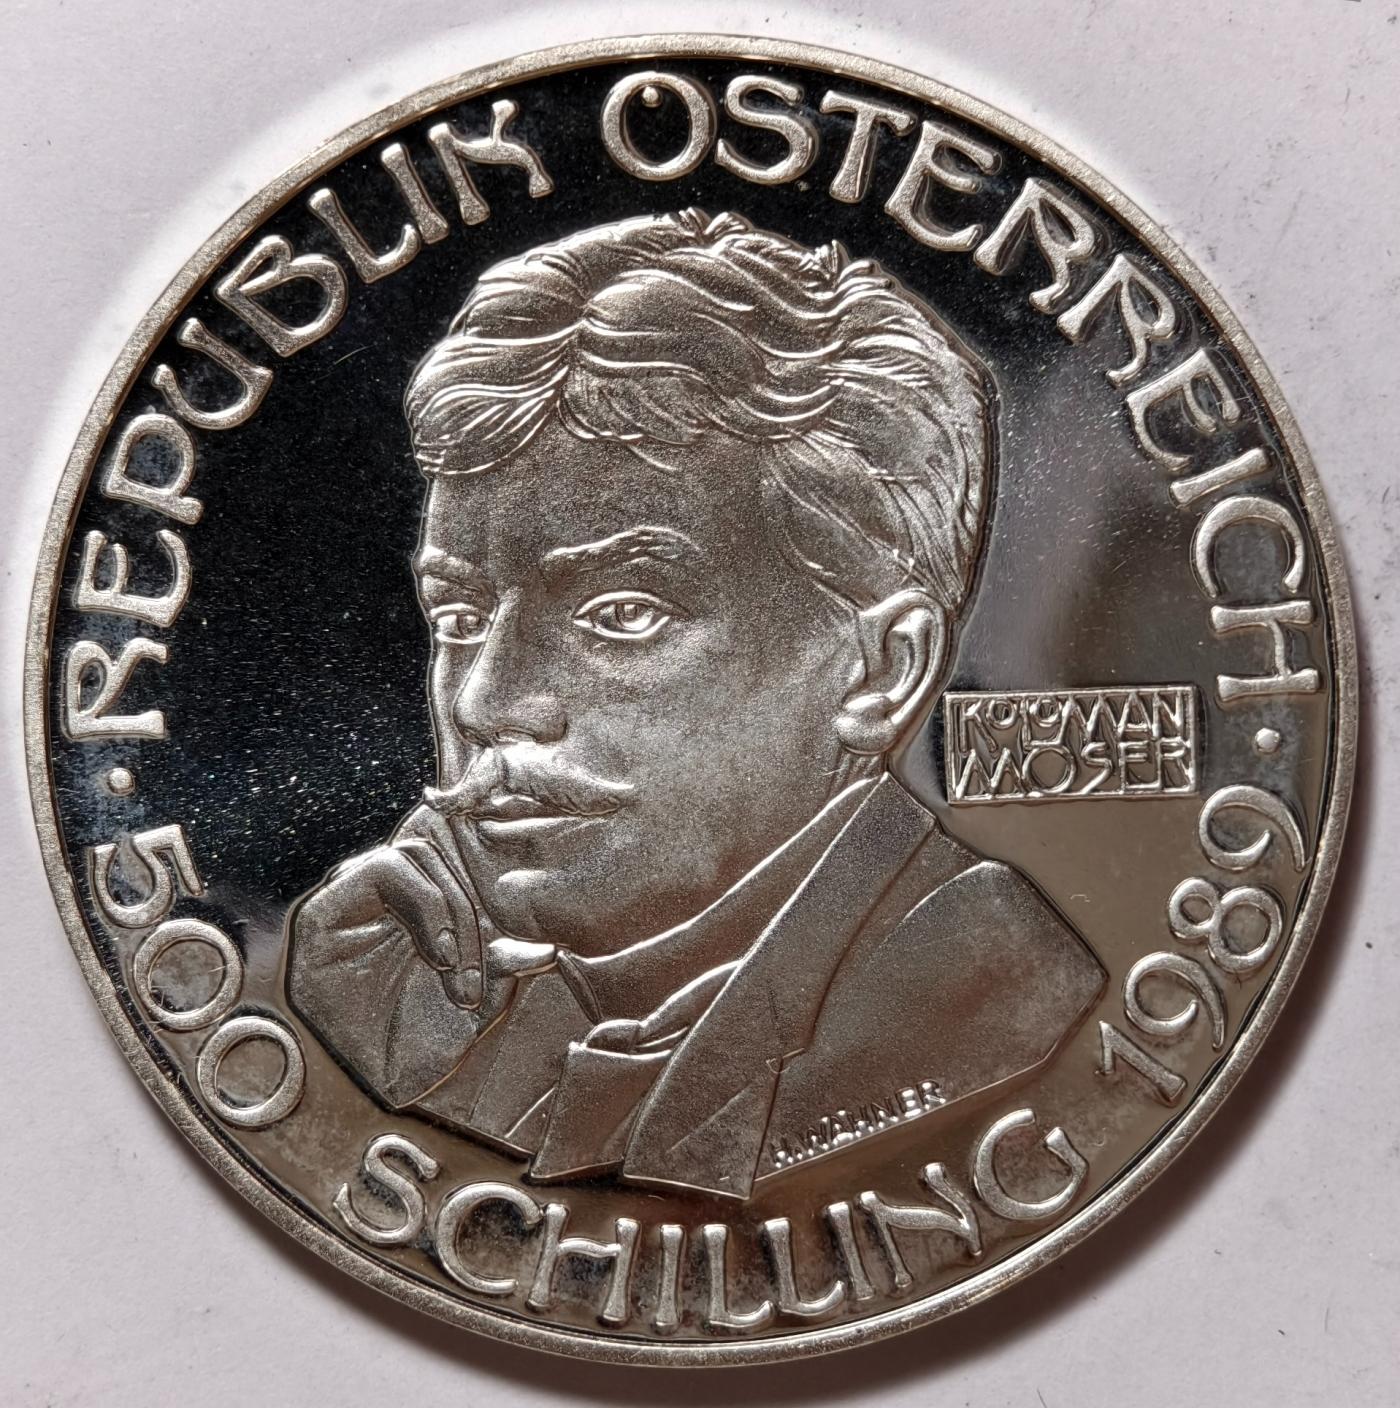 REPUBLIK ÖSTERREICH · 1989
500 SCHILLING
KOLOMAN
MOSER
H.WÄHNER